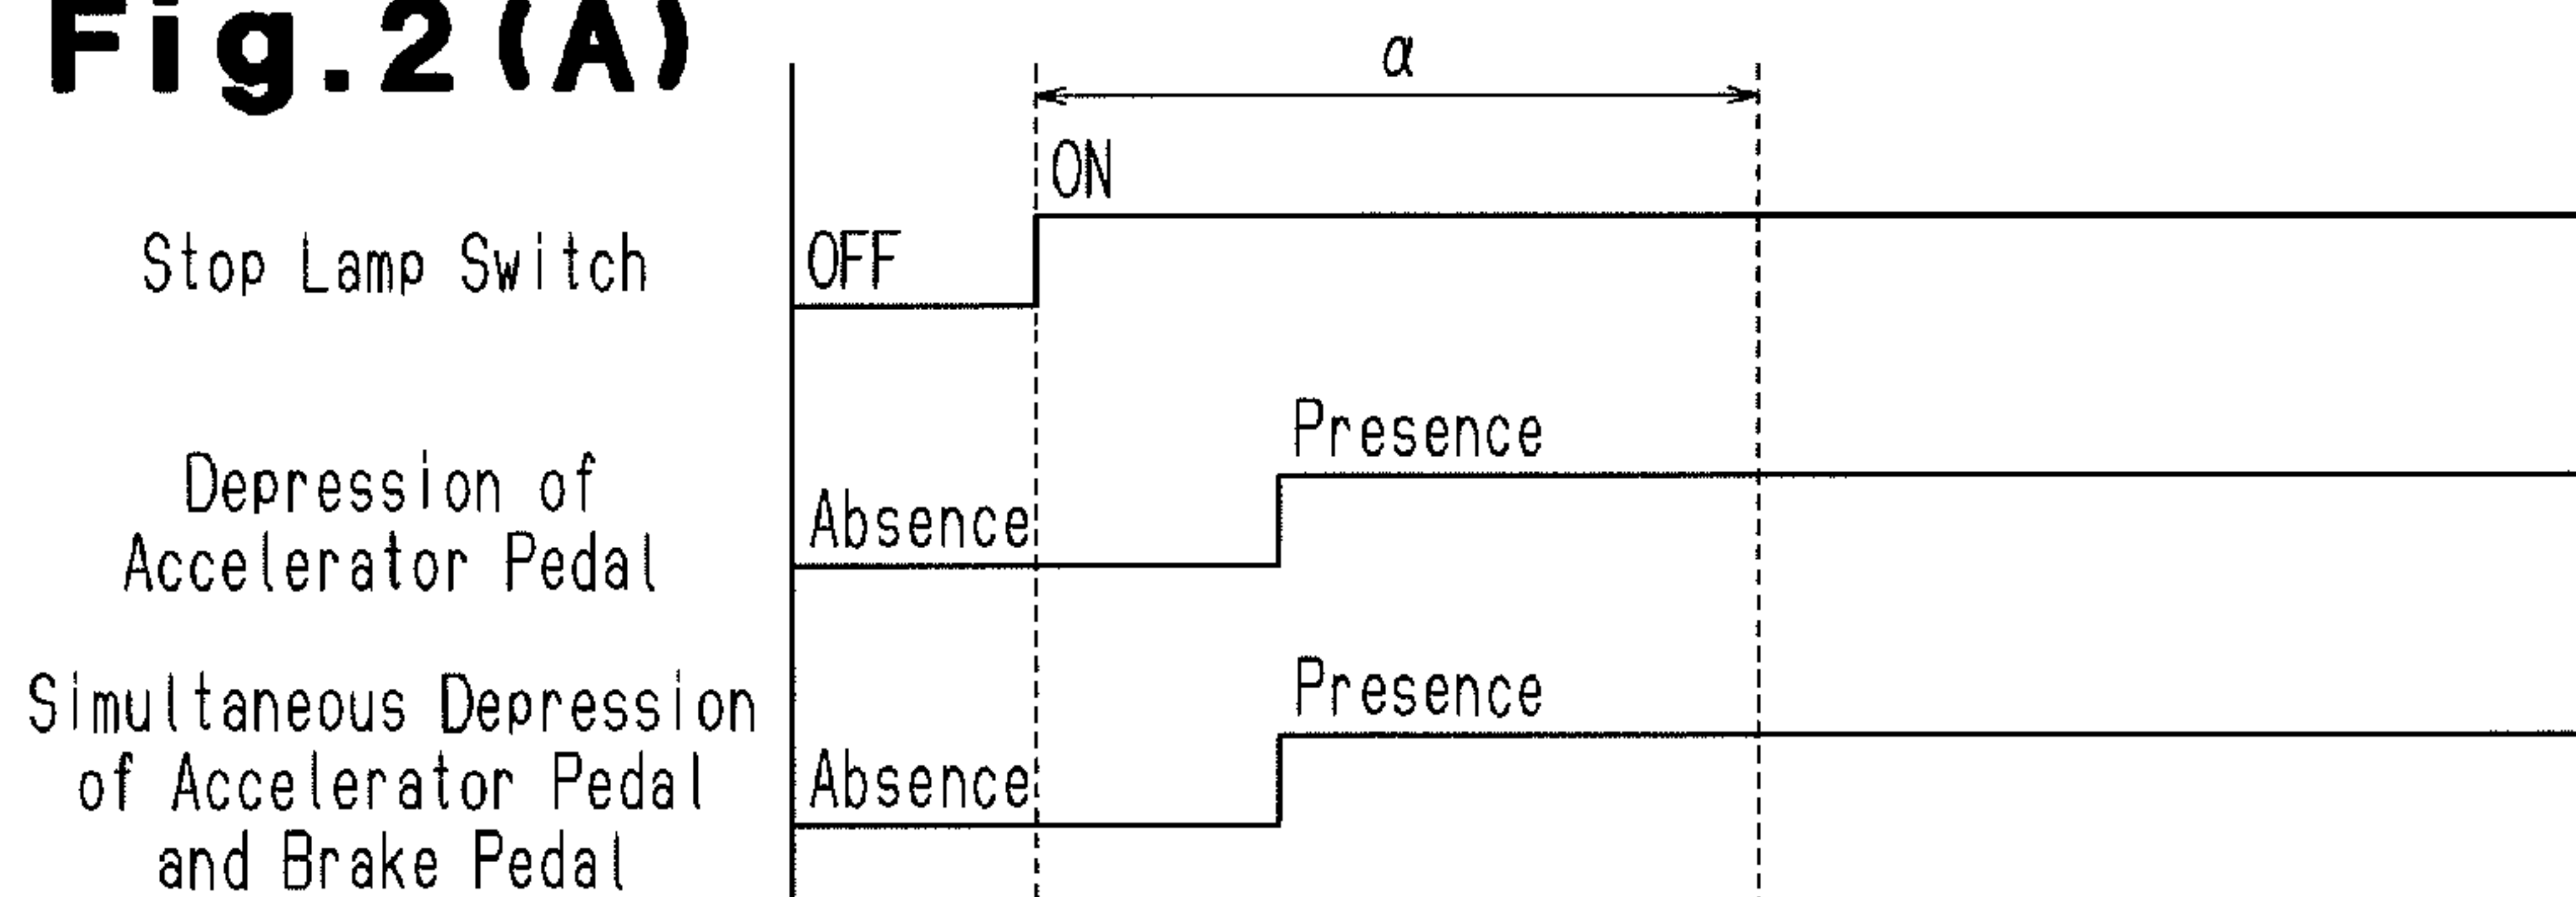 Fig.2(A)
α
ON
Stop Lamp Switch
OFF
Presence
Depression of
Accelerator Pedal
Absence
Presence
Simultaneous Depression
of Accelerator Pedal
and Brake Pedal
Absence